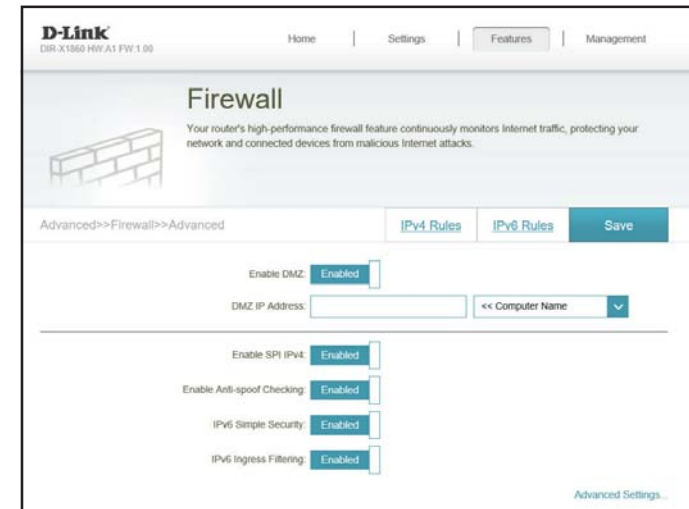 D-Link
DIR-X1860 HW:A1 FW:1.00
Home | Settings | Features | Management
Firewall
Your router's high-performance firewall feature continuously monitors Internet traffic, protecting your
network and connected devices from malicious Internet attacks.
Advanced>>Firewall>>Advanced
IPv4 Rules
IPv6 Rules
Save
Enable DMZ: Enabled
DMZ IP Address: << Computer Name
Enable SPI IPv4: Enabled
Enable Anti-spoof Checking: Enabled
IPv6 Simple Security: Enabled
IPv6 Ingress Filtering: Enabled
Advanced Settings...